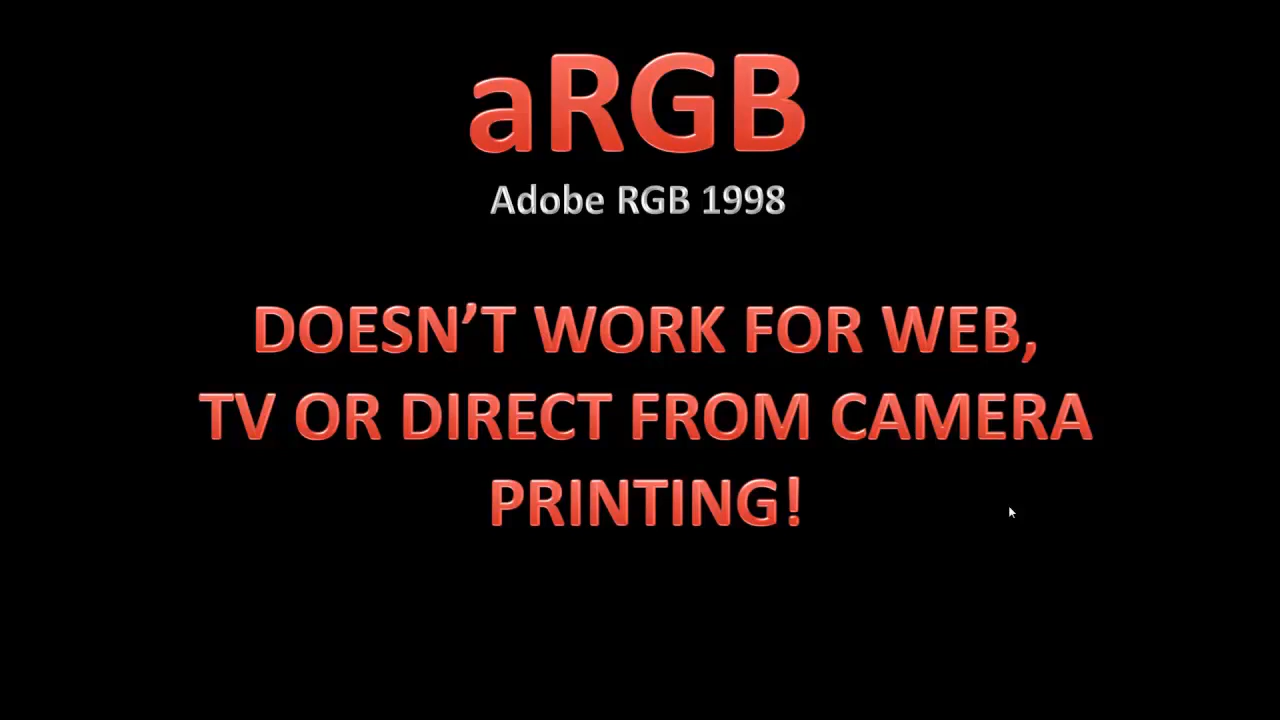 aRGB
Adobe RGB 1998
DOESN’T WORK FOR WEB,
TV OR DIRECT FROM CAMERA
PRINTING!